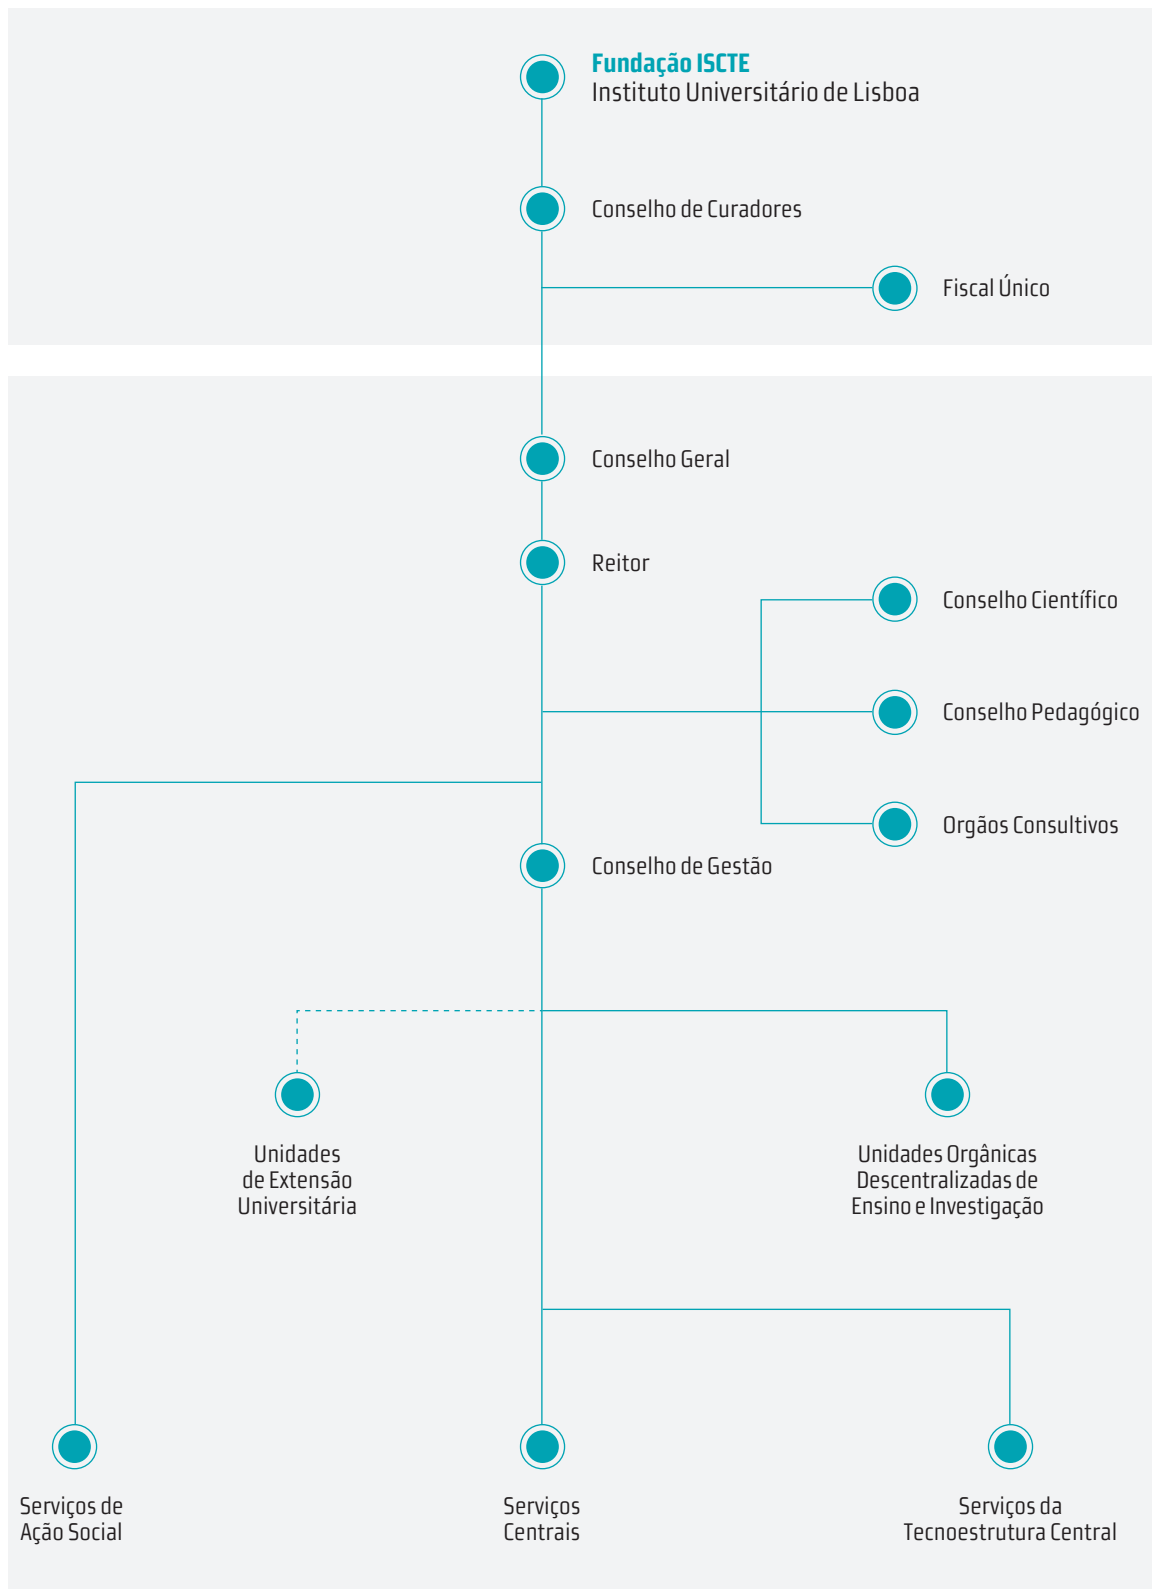 Fundação ISCTE
Instituto Universitário de Lisboa
Conselho de Curadores
Fiscal Único
Conselho Geral
Reitor
Conselho Científico
Conselho Pedagógico
Orgãos Consultivos
Conselho de Gestão
Unidades
de Extensão
Universitária
Unidades Orgânicas
Descentralizadas de
Ensino e Investigação
Serviços de
Ação Social
Serviços
Centrais
Serviços da
Tecnoestrutura Central